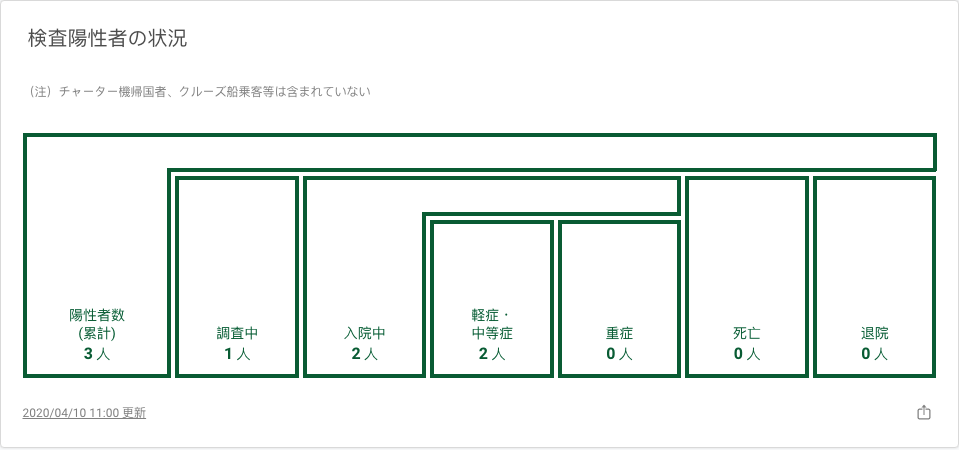 検査陽性者の状況
（注）チャーター機帰国者、クルーズ船乗客等は含まれていない
陽性者数
(累計)
3 人
調査中
1 人
入院中
2 人
軽症・
中等症
2 人
重症
0 人
死亡
0 人
退院
0 人
2020/04/10 11:00 更新